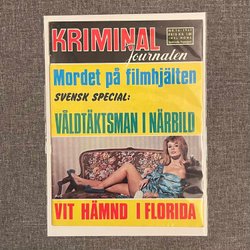 KRIMINAL
journalen
Mordet på filmhjälten
SVENSK SPECIAL:
VÅLDTÄKTSMAN I NÄRBILD
VIT HÄMND I FLORIDA